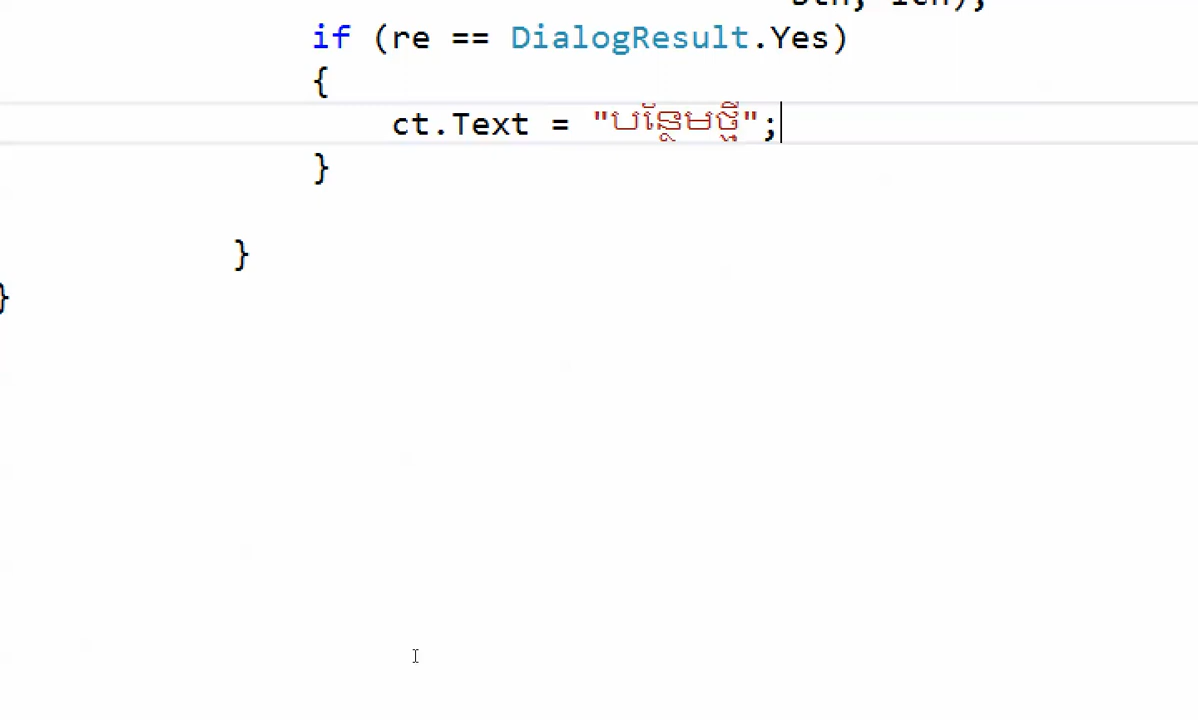 if (re == DialogResult.Yes)
{
ct.Text = "បន្ថែមថ្មី";
}
}
}